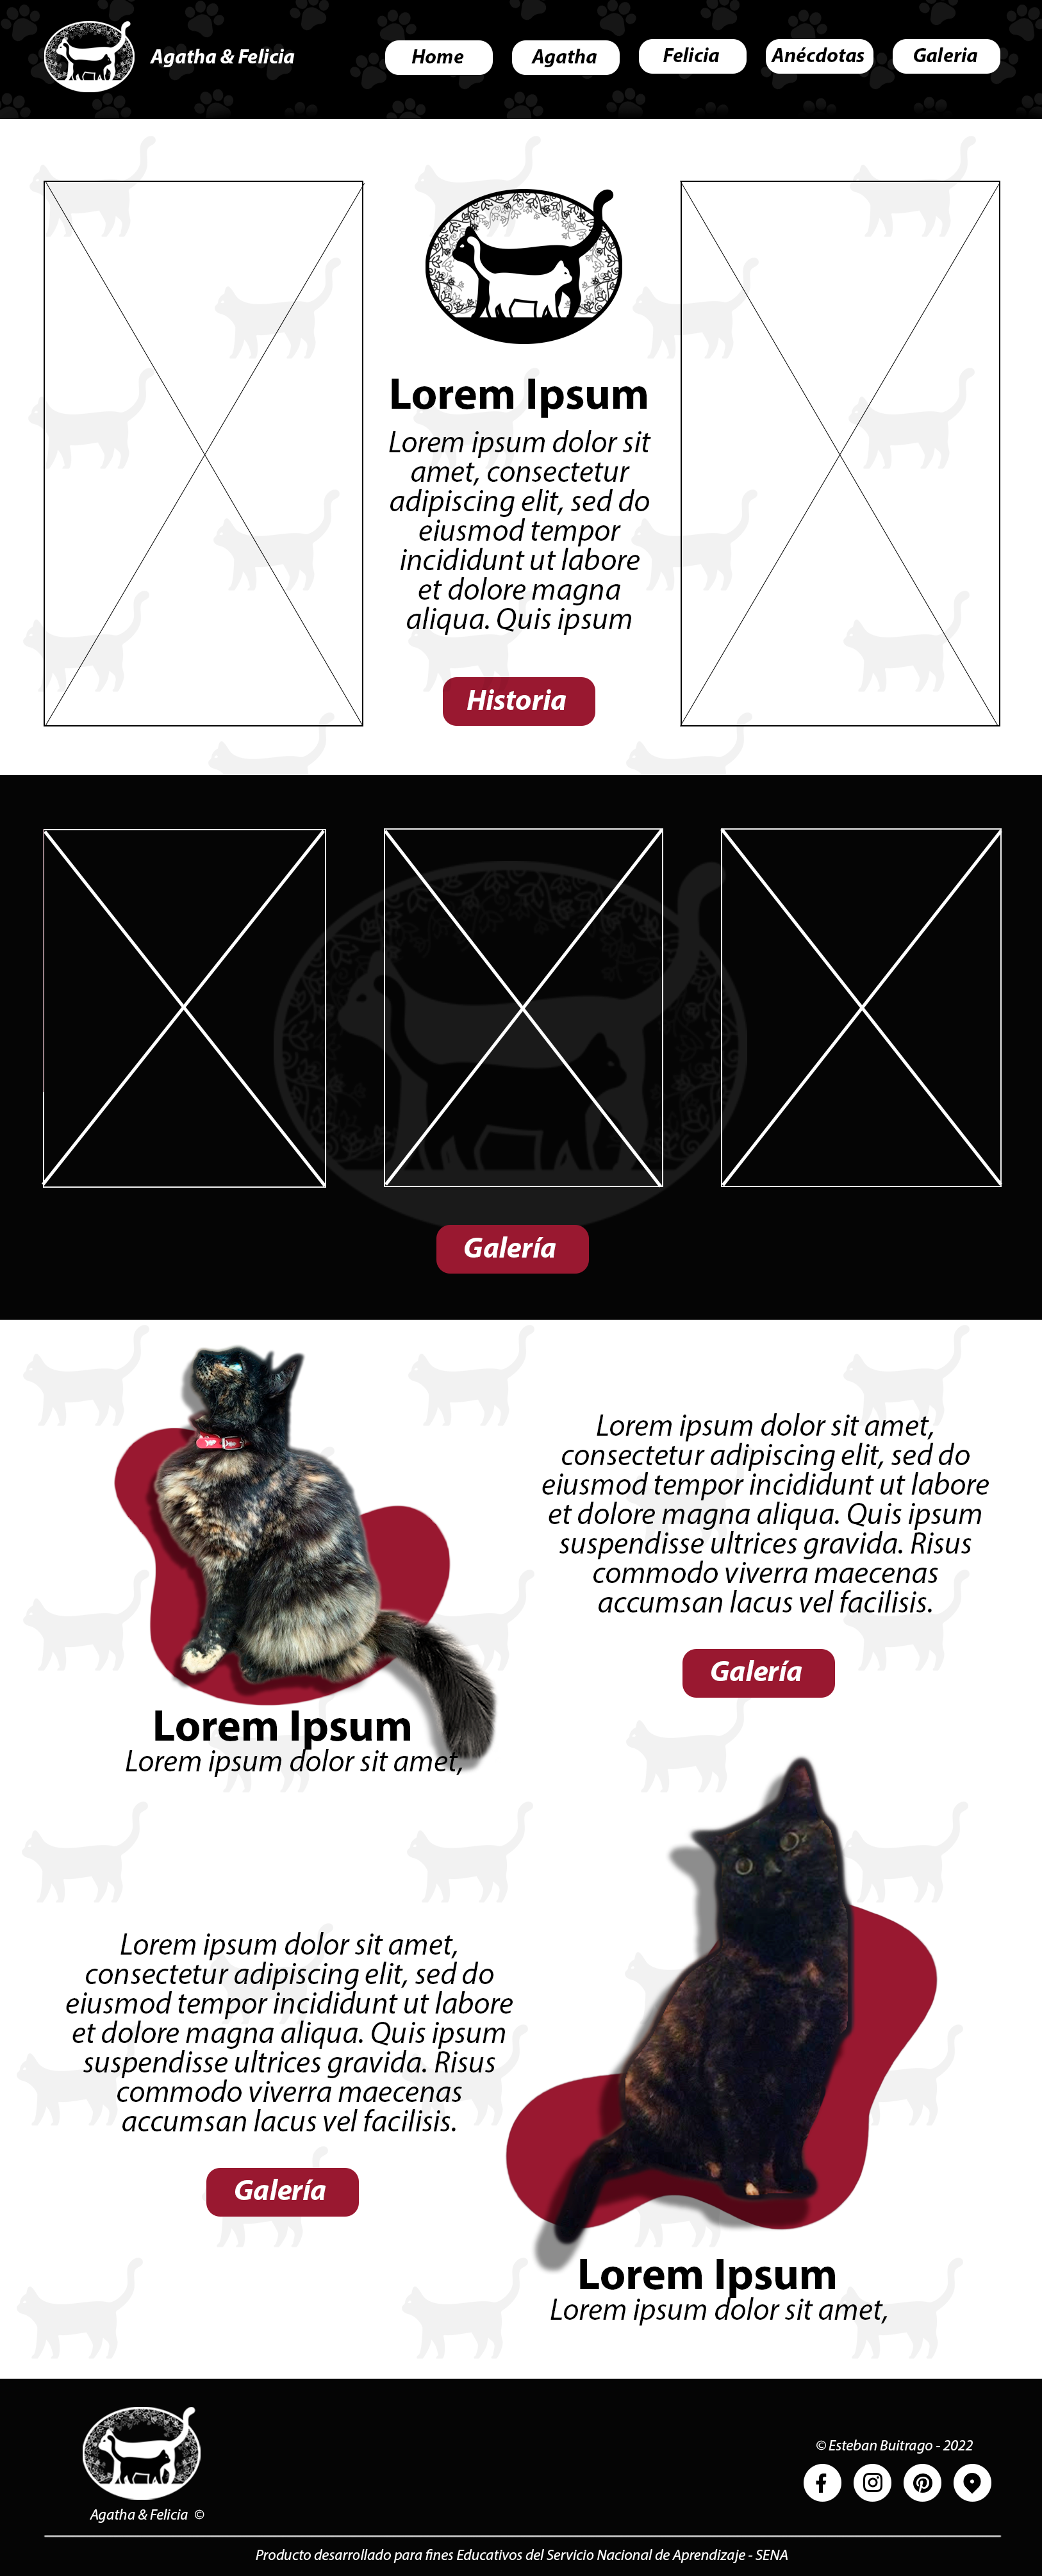 Agatha & Felicia
Home
Agatha
Felicia
Anécdotas
Galeria
Lorem Ipsum
Lorem ipsum dolor sit
amet, consectetur
adipiscing elit, sed do
eiusmod tempor
incididunt ut labore
et dolore magna
aliqua. Quis ipsum
Historia
Galería
Lorem ipsum dolor sit amet,
consectetur adipiscing elit, sed do
eiusmod tempor incididunt ut labore
et dolore magna aliqua. Quis ipsum
suspendisse ultrices gravida. Risus
commodo viverra maecenas
accumsan lacus vel facilisis.
Galería
Lorem Ipsum
Lorem ipsum dolor sit amet,
Lorem ipsum dolor sit amet,
consectetur adipiscing elit, sed do
eiusmod tempor incididunt ut labore
et dolore magna aliqua. Quis ipsum
suspendisse ultrices gravida. Risus
commodo viverra maecenas
accumsan lacus vel facilisis.
Galería
Lorem Ipsum
Lorem ipsum dolor sit amet,
© Esteban Buitrago - 2022
Agatha & Felicia ©
Producto desarrollado para fines Educativos del Servicio Nacional de Aprendizaje - SENA